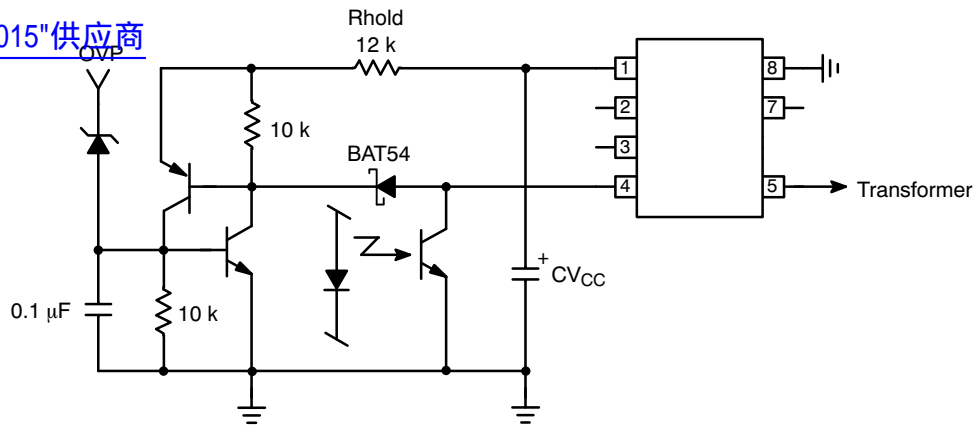 015"供应商
OVP
Rhold
12 k
10 k
BAT54
0.1 μF
10 k
+
CVCC
1
2
3
4
8
7
5
Transformer